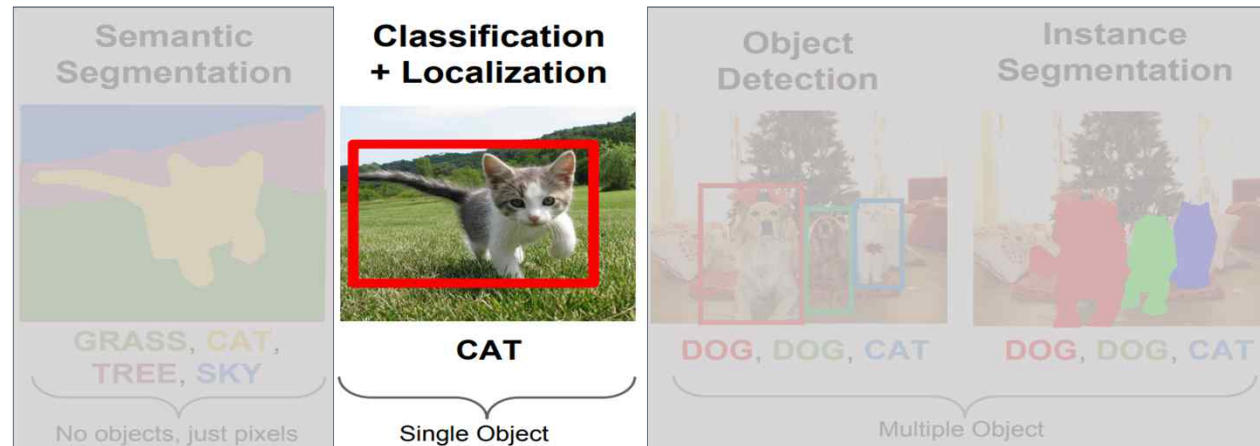 Semantic
Segmentation
GRASS, CAT,
TREE, SKY
No objects, just pixels
Classification
+ Localization
CAT
Single Object
Object
Detection
DOG, DOG, CAT
Instance
Segmentation
DOG, DOG, CAT
Multiple Object